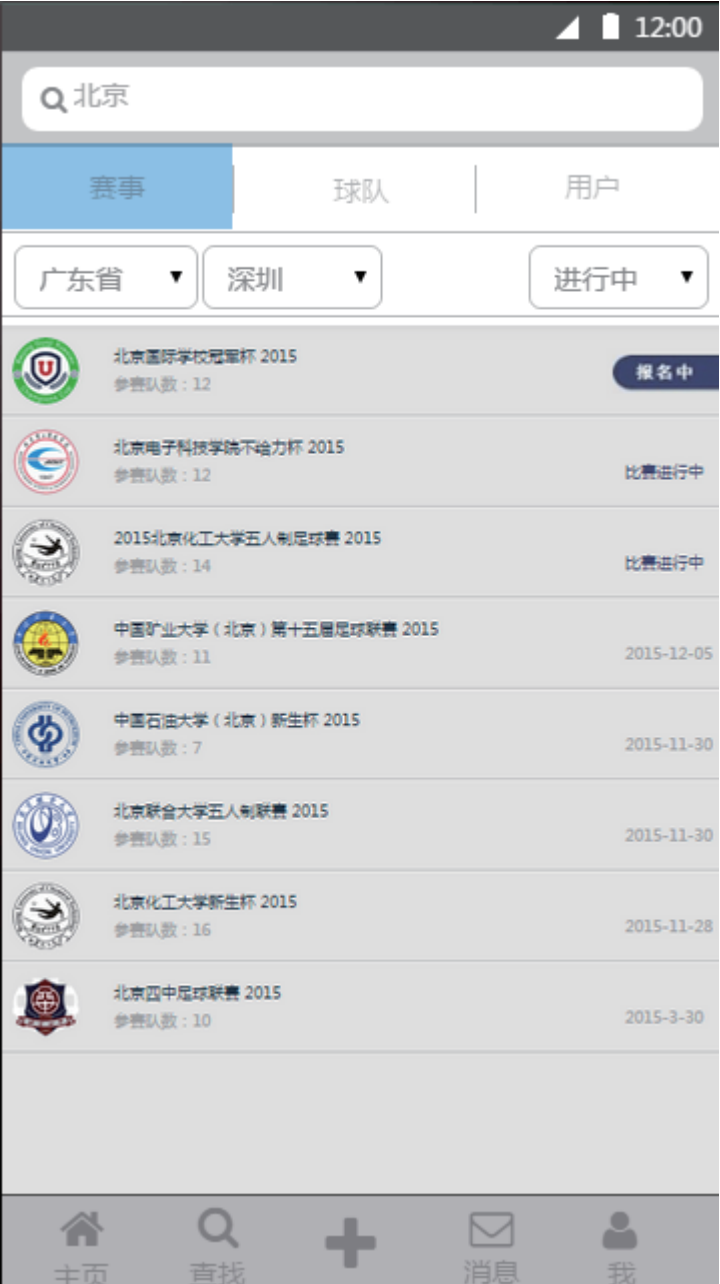 12:00
北京
赛事
球队
用户
广东省
深圳
进行中
北京国际学校冠军杯 2015
参赛队数：12
报名中
北京电子科技学院不给力杯 2015
参赛队数：12
比赛进行中
2015北京化工大学五人制足球赛 2015
参赛队数：14
比赛进行中
中国矿业大学（北京）第十五届足球联赛 2015
参赛队数：11
2015-12-05
中国石油大学（北京）新生杯 2015
参赛队数：7
2015-11-30
北京联合大学五人制联赛 2015
参赛队数：15
2015-11-30
北京化工大学新生杯 2015
参赛队数：16
2015-11-28
北京四中足球联赛 2015
参赛队数：10
2015-3-30
主页
查找
消息
我